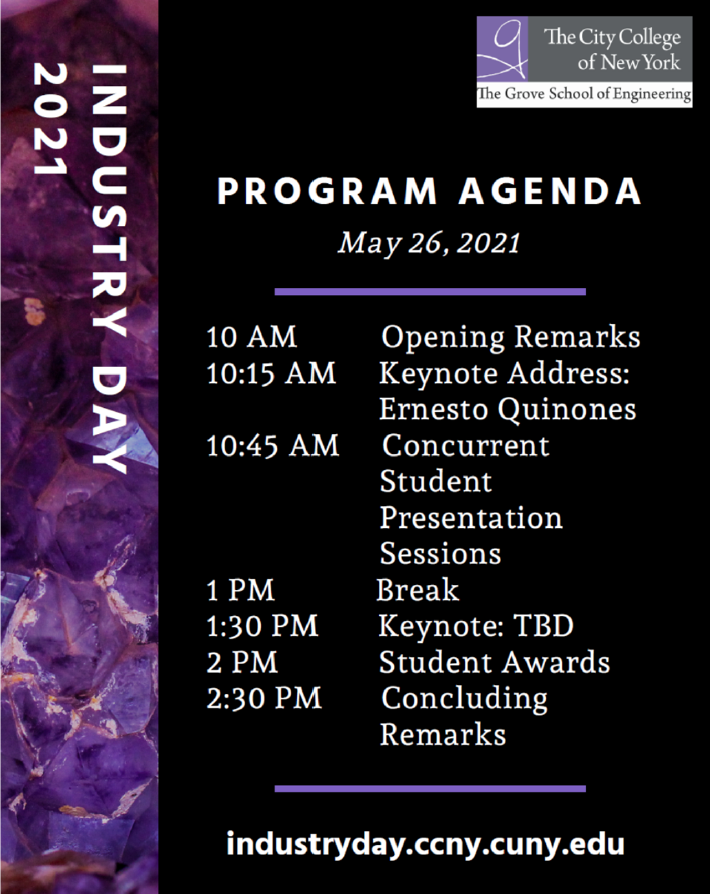 INDUSTRY DAY
2021
The City College
of New York
The Grove School of Engineering
PROGRAM AGENDA
May 26, 2021
10 AM Opening Remarks
10:15 AM Keynote Address:
Ernesto Quinones
10:45 AM Concurrent
Student
Presentation
Sessions
1 PM Break
1:30 PM Keynote: TBD
2 PM Student Awards
2:30 PM Concluding
Remarks
industryday.ccny.cuny.edu